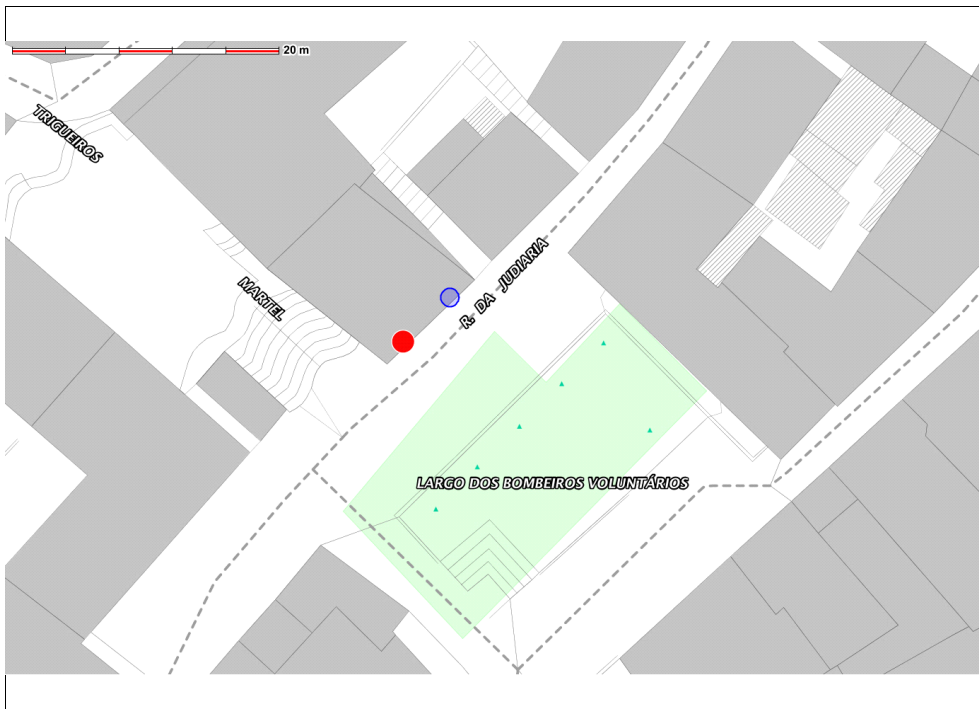 20 m
TRIGUEIROS
MARTEL
R. DA JUDIARIA
LARGO DOS BOMBEIROS VOLUNTÁRIOS